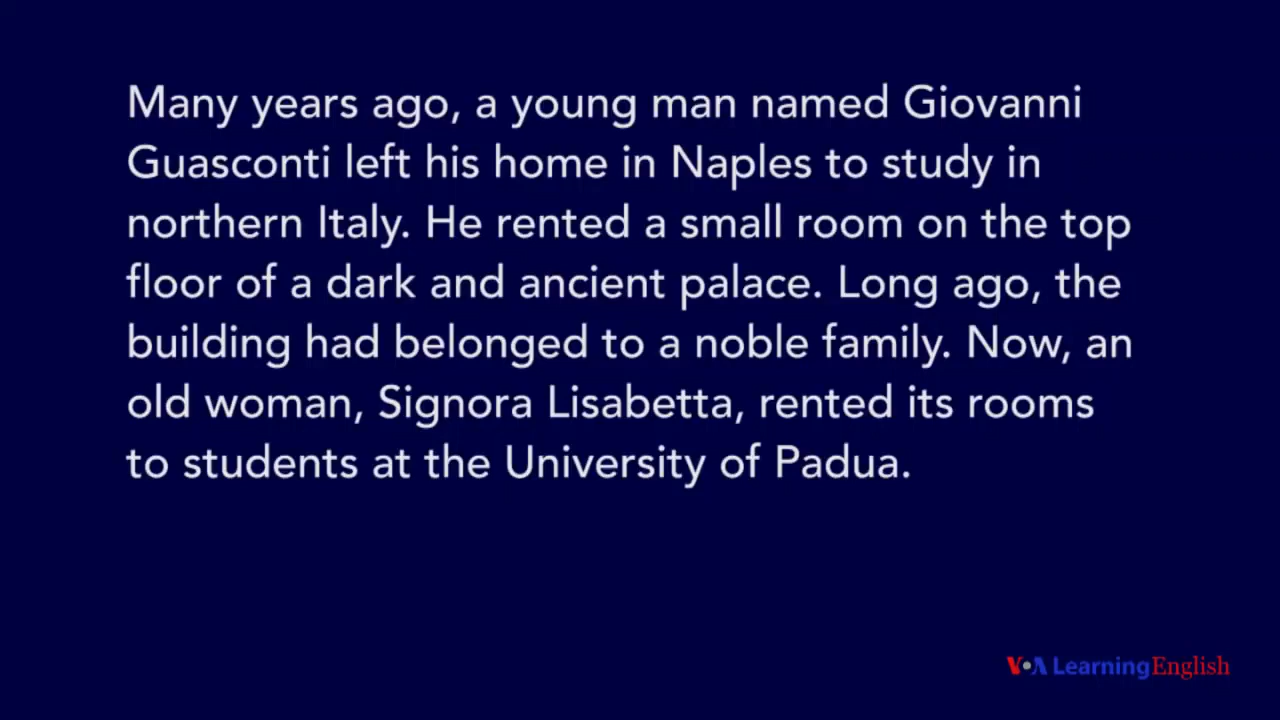 Many years ago, a young man named Giovanni
Guasconti left his home in Naples to study in
northern Italy. He rented a small room on the top
floor of a dark and ancient palace. Long ago, the
building had belonged to a noble family. Now, an
old woman, Signora Lisabetta, rented its rooms
to students at the University of Padua.
VOA Learning English